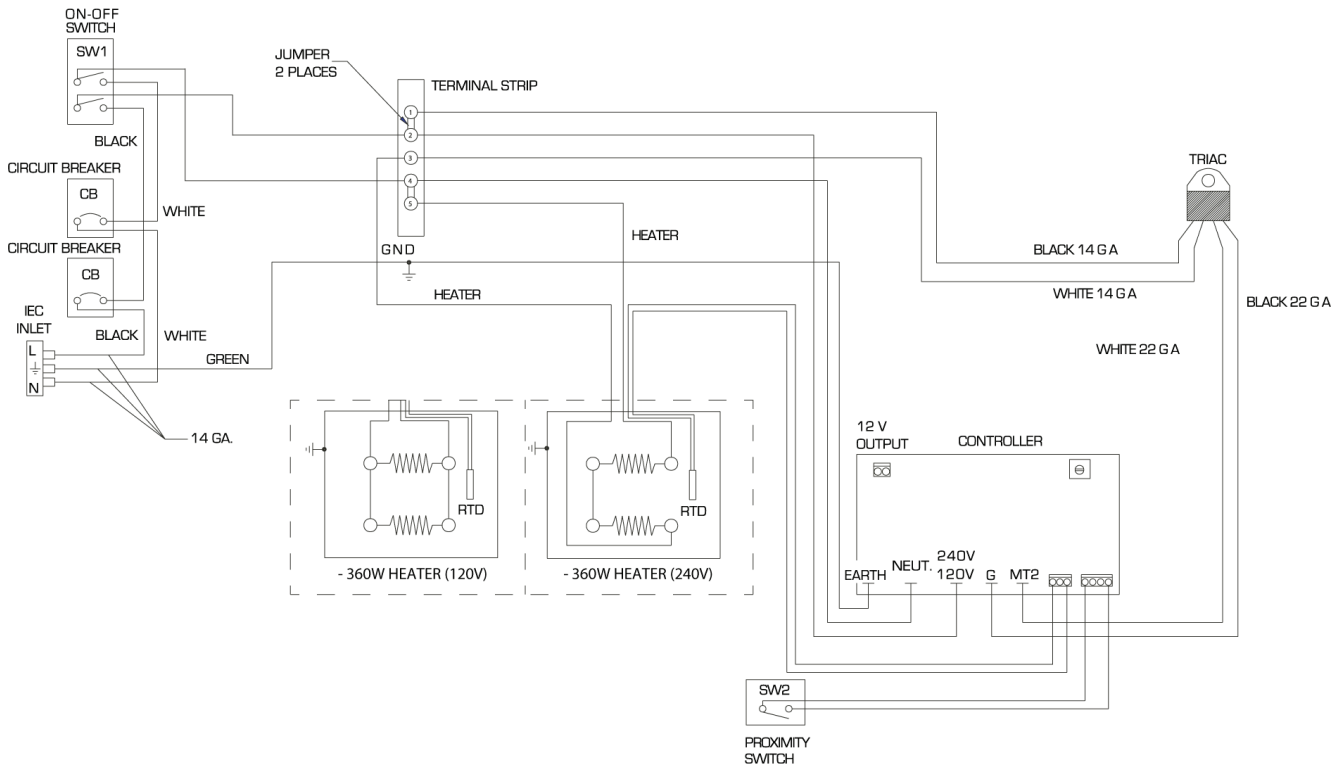 ON-OFF
SWITCH
SW1
JUMPER
2 PLACES
TERMINAL STRIP
1
2
3
4
5
BLACK
CIRCUIT BREAKER
CB
WHITE
CIRCUIT BREAKER
CB
TRIAC
HEATER
GND
BLACK 14 GA
WHITE 14 GA
BLACK 22 GA
WHITE 22 GA
HEATER
IEC
INLET
L
N
BLACK
WHITE
GREEN
14 GA.
RTD
- 360W HEATER (120V)
RTD
- 360W HEATER (240V)
12 V
OUTPUT
CONTROLLER
EARTH
NEUT.
240V
120V
G
MT2
SW2
PROXIMITY
SWITCH